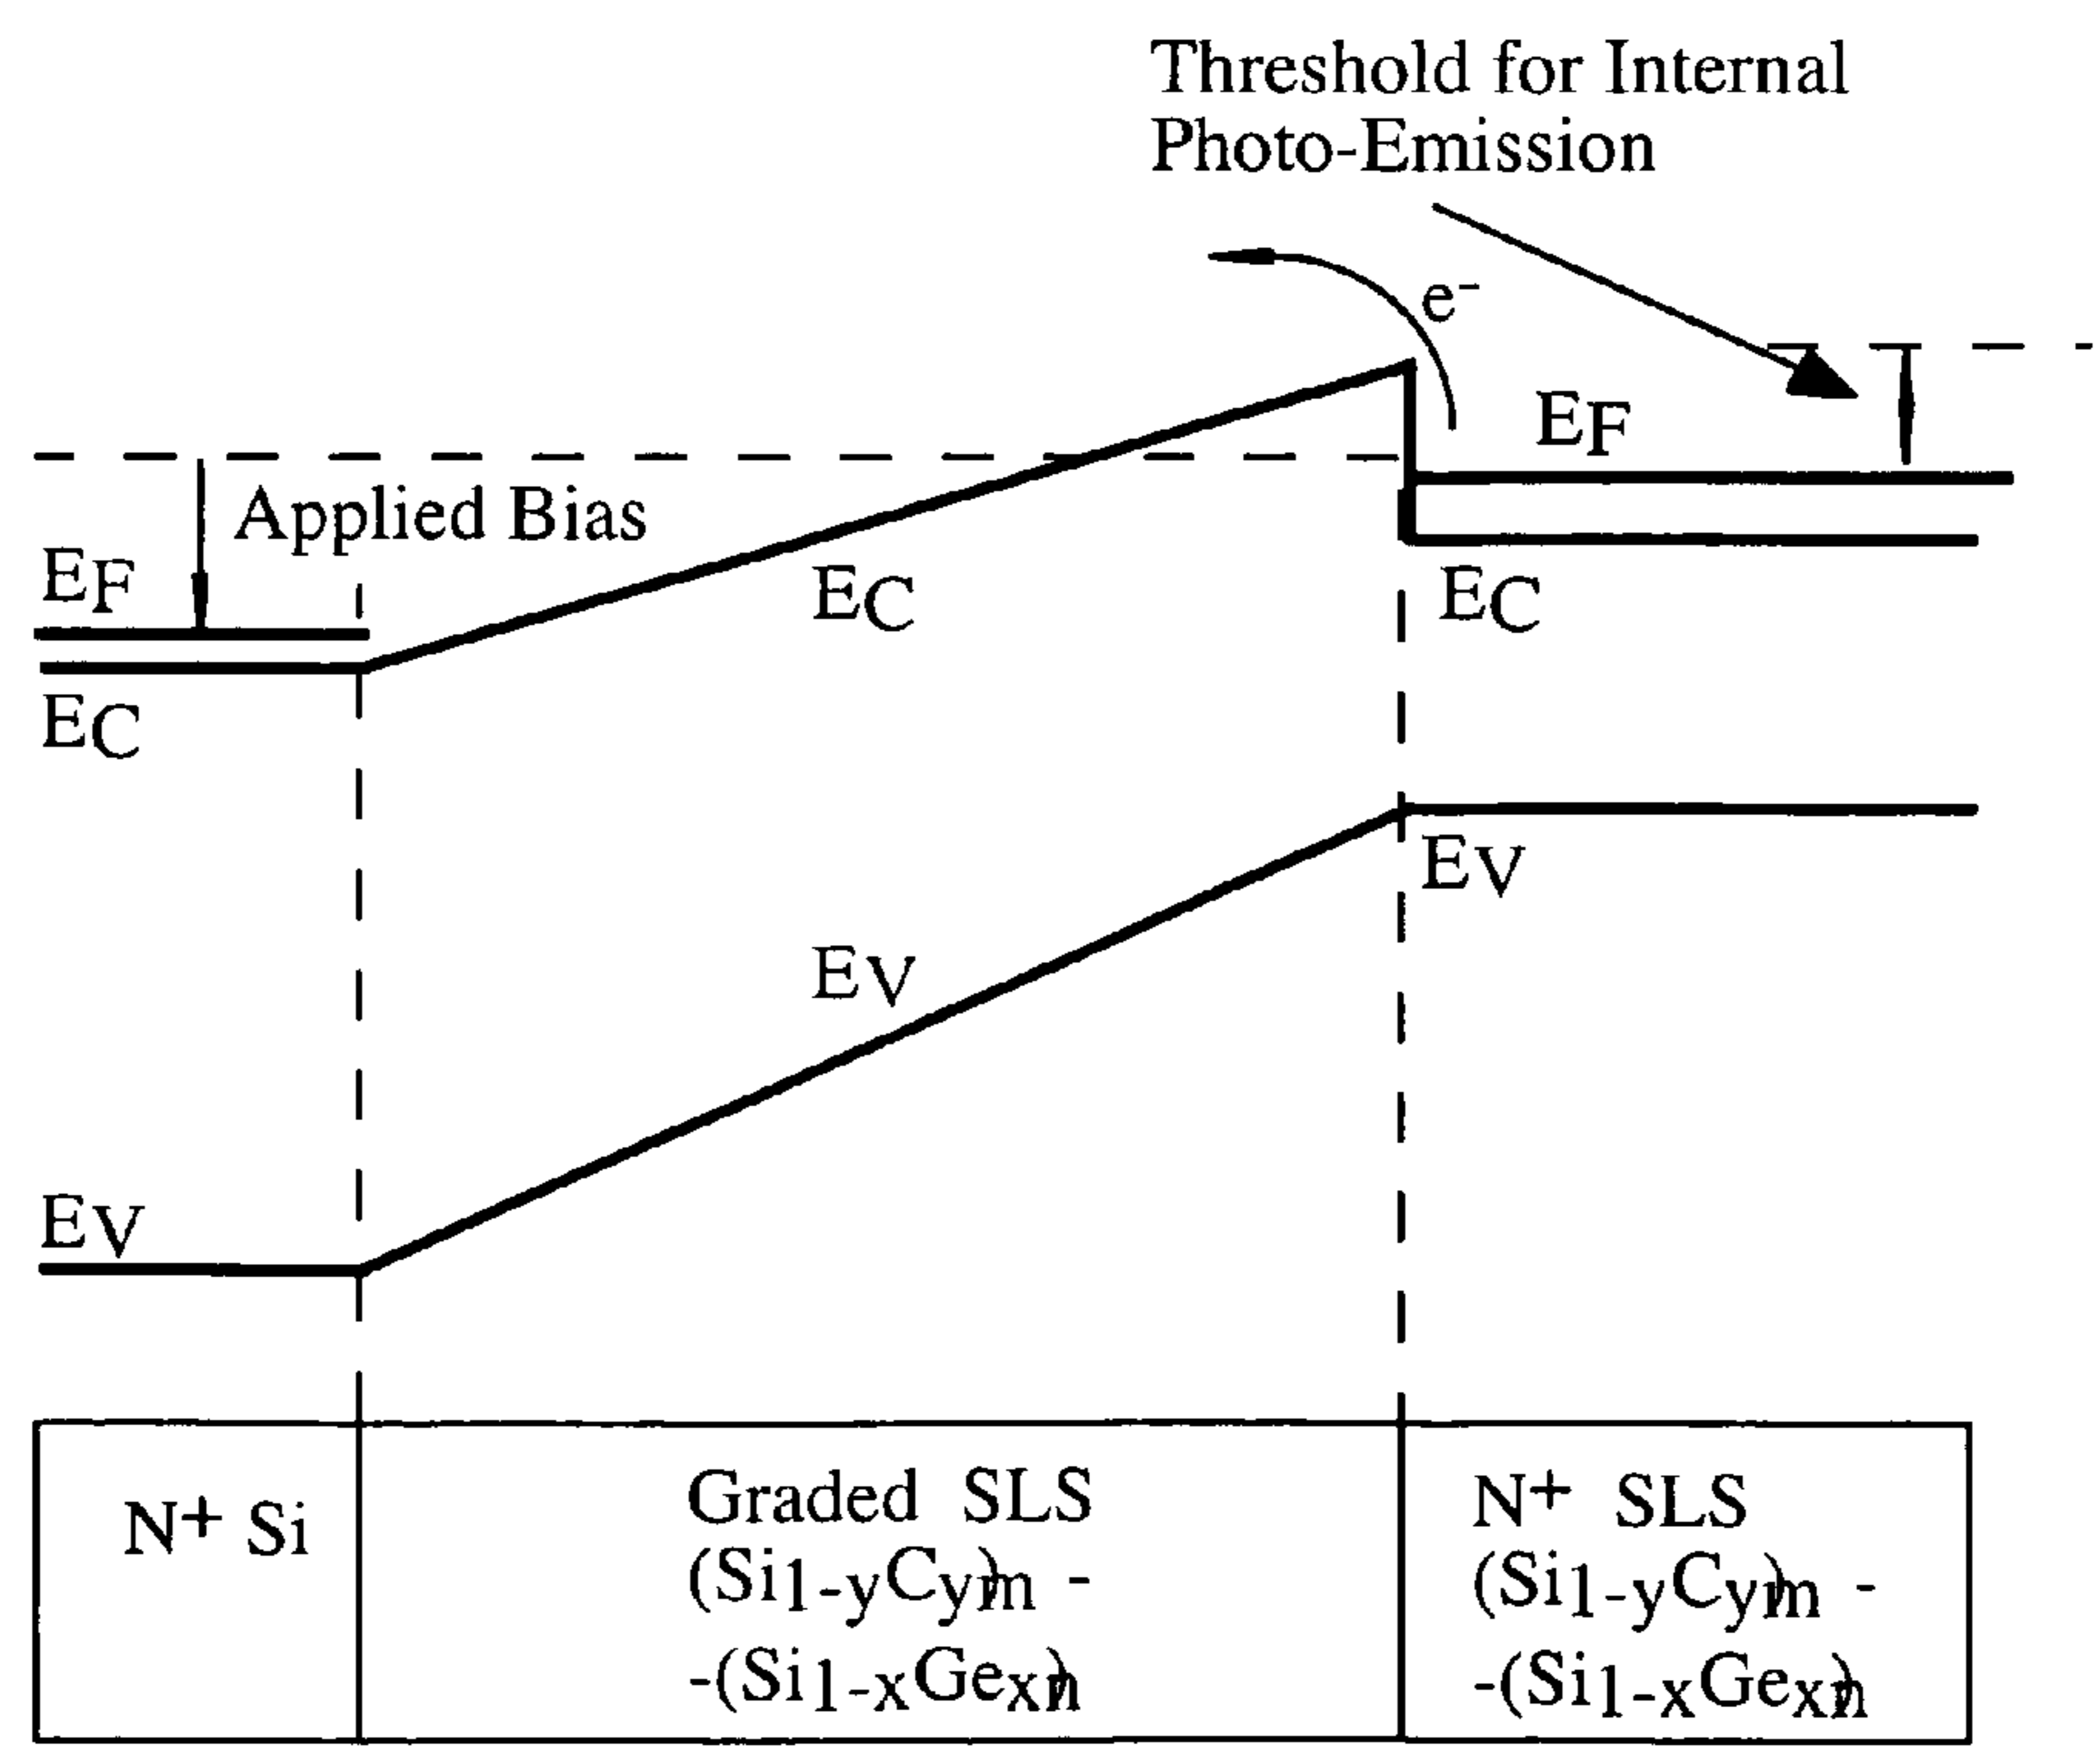 Threshold for Internal
Photo-Emission
e-
EF
Applied Bias
EF
EC
EC
EC
EV
EV
EV
N+ Si
Graded SLS
(Si1-yCy)m -
-(Si1-xGex)n
N+ SLS
(Si1-yCy)m -
-(Si1-xGex)n